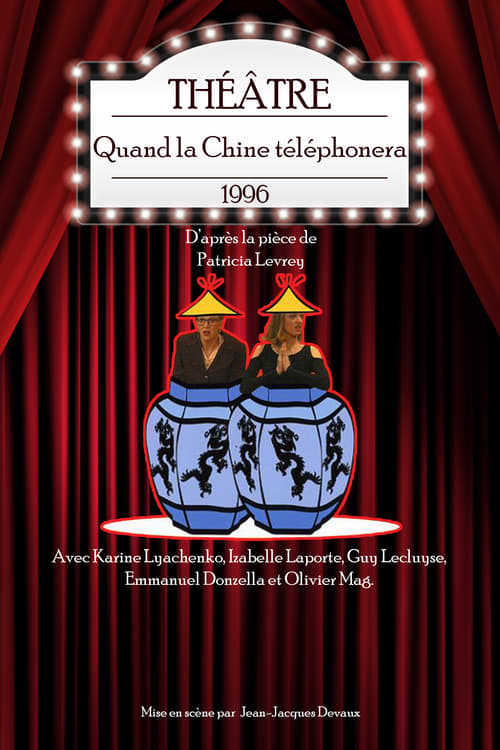 THÉÂTRE
Quand la Chine téléphonera
1996
D'après la pièce de
Patricia Levrey
Avec Karine Lyachenko, Izabelle Laporte, Guy Lecluyse,
Emmanuel Donzella et Olivier Mag.
Mise en scène par Jean-Jacques Devaux